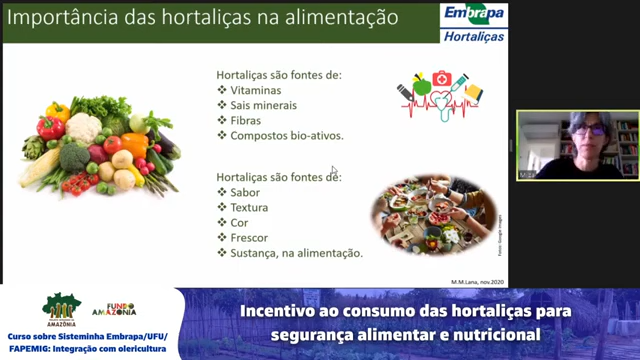 Importância das hortaliças na alimentação
Embrapa
Hortaliças
Hortaliças são fontes de:
❖ Vitaminas
❖ Sais minerais
❖ Fibras
❖ Compostos bio-ativos.
Hortaliças são fontes de:
❖ Sabor
❖ Textura
❖ Cor
❖ Frescor
❖ Sustança, na alimentação.
Fotos: Google Images
M.M.Lana, nov.2020
AMAZÔNIA
FUNDO
AMAZÔNIA
Curso sobre Sisteminha Embrapa/UFU/
FAPEMIG: Integração com olericultura
Incentivo ao consumo das hortaliças para
segurança alimentar e nutricional